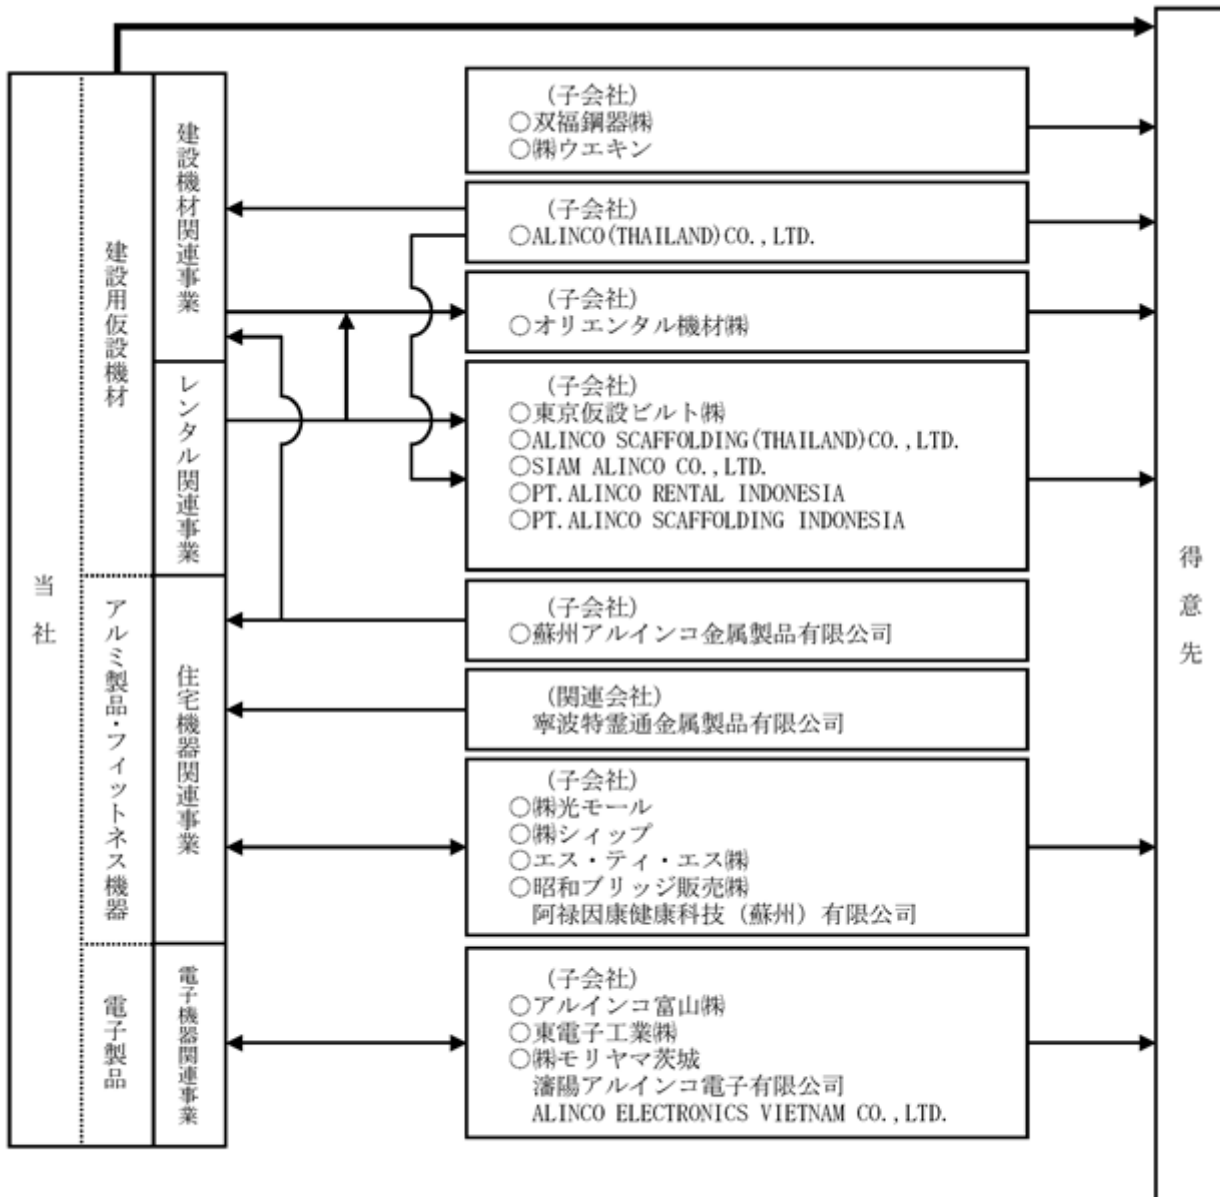 当社
建設用仮設機材
アルミ製品・フィットネス機器
電子製品
建設機材関連事業
レンタル関連事業
住宅機器関連事業
電子機器関連事業
(子会社)
○双福鋼器㈱
○㈱ウエキン
(子会社)
○ALINCO(THAILAND)CO.,LTD.
(子会社)
○オリエンタル機材㈱
(子会社)
○東京仮設ビルト㈱
○ALINCO SCAFFOLDING(THAILAND)CO.,LTD.
○SIAM ALINCO CO.,LTD.
○PT.ALINCO RENTAL INDONESIA
○PT.ALINCO SCAFFOLDING INDONESIA
(子会社)
○蘇州アルインコ金属製品有限公司
(関連会社)
寧波特霊通金属製品有限公司
(子会社)
○㈱光モール
○㈱シィップ
○エス・ティ・エス㈱
○昭和ブリッジ販売㈱
阿禄因康健康科技（蘇州）有限公司
(子会社)
○アルインコ富山㈱
○東電子工業㈱
○㈱モリヤマ茨城
瀋陽アルインコ電子有限公司
ALINCO ELECTRONICS VIETNAM CO.,LTD.
得意先